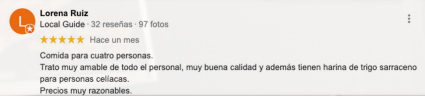 L
Lorena Ruiz
Local Guide · 32 reseñas · 97 fotos
Hace un mes
Comida para cuatro personas.
Trato muy amable de todo el personal, muy buena calidad y además tienen harina de trigo sarraceno
para personas celíacas.
Precios muy razonables.